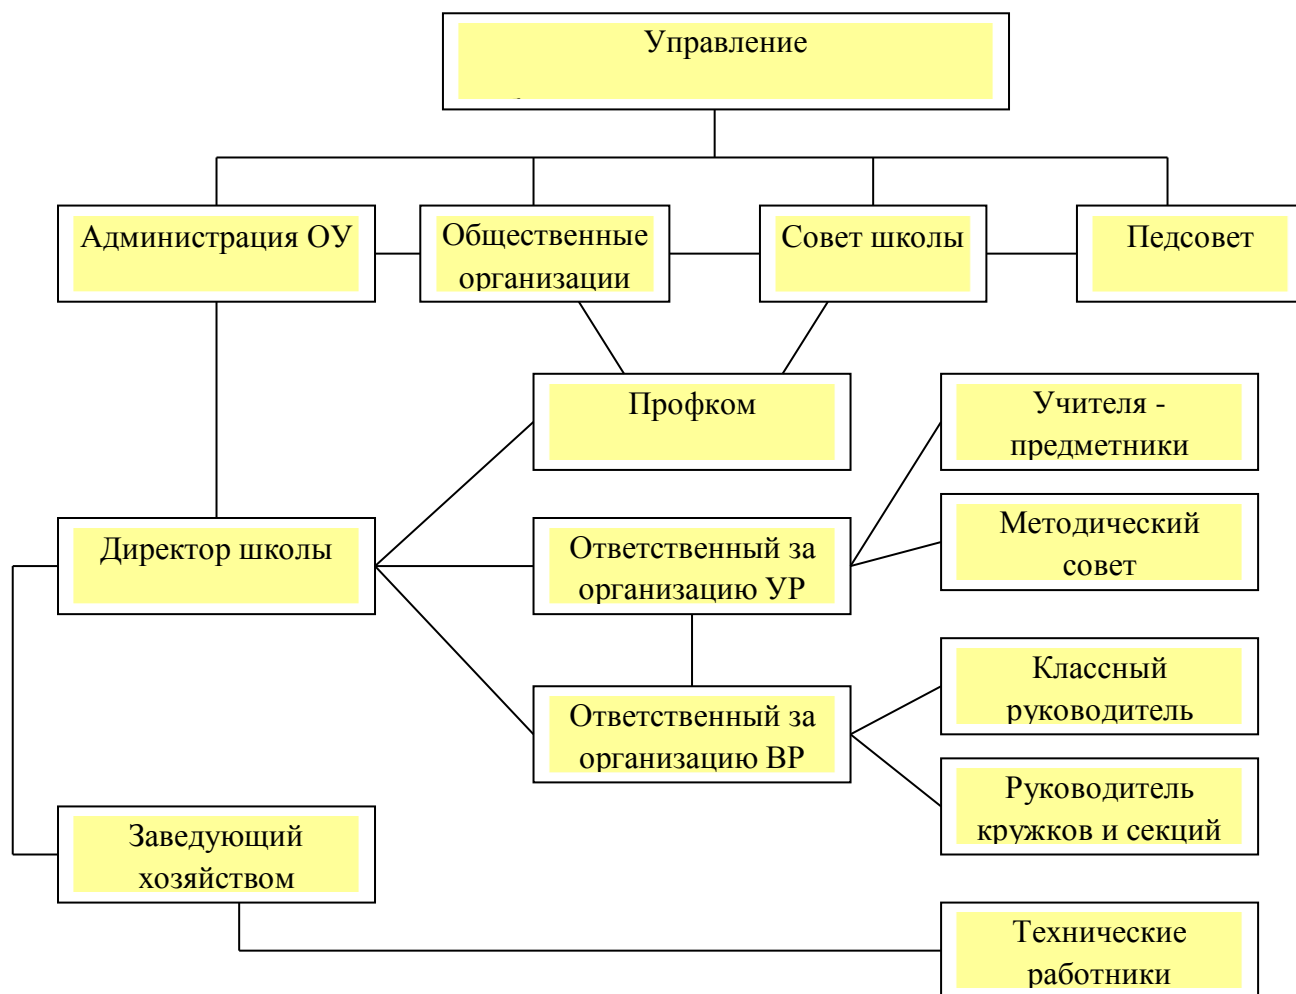 Управление
Администрация ОУ
Общественные
организации
Совет школы
Педсовет
Профком
Учителя -
предметники
Директор школы
Ответственный за
организацию УР
Методический
совет
Ответственный за
организацию ВР
Классный
руководитель
Руководитель
кружков и секций
Заведующий
хозяйством
Технические
работники